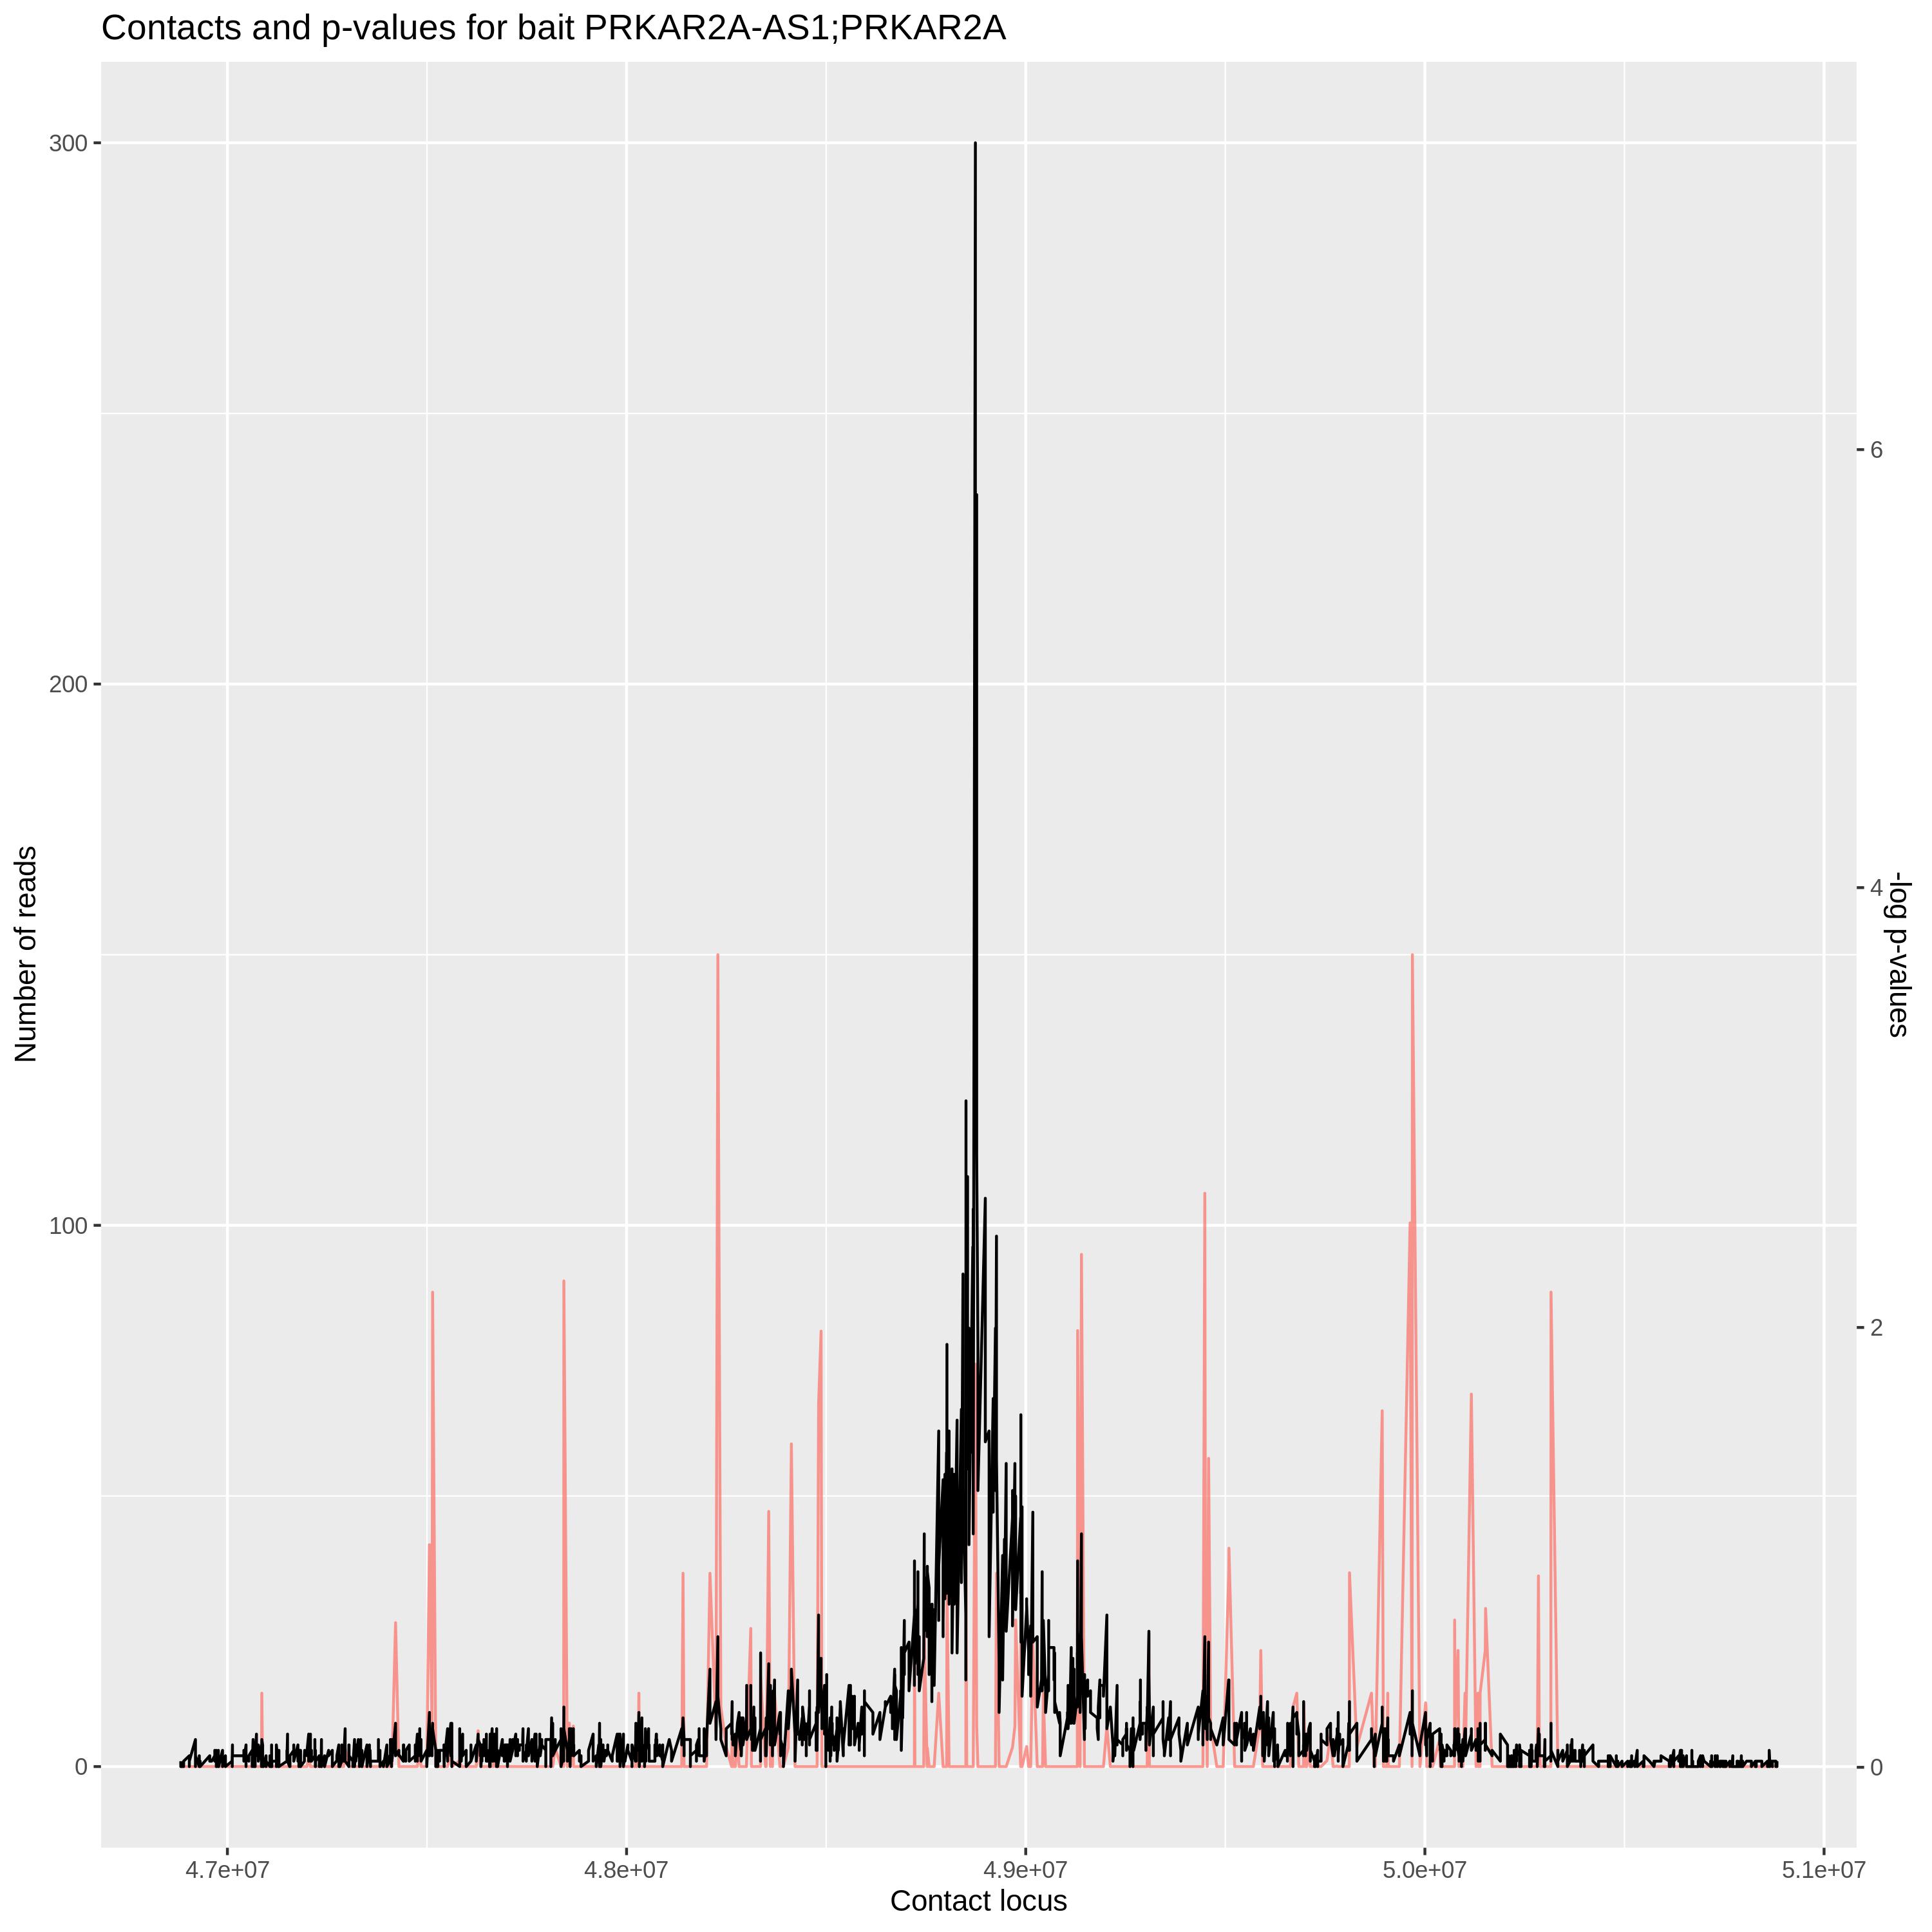 Contacts and p-values for bait PRKAR2A-AS1;PRKAR2A
300
200
100
0
Number of reads
6
4
2
0
-log p-values
4.7e+07
4.8e+07
4.9e+07
5.0e+07
5.1e+07
Contact locus